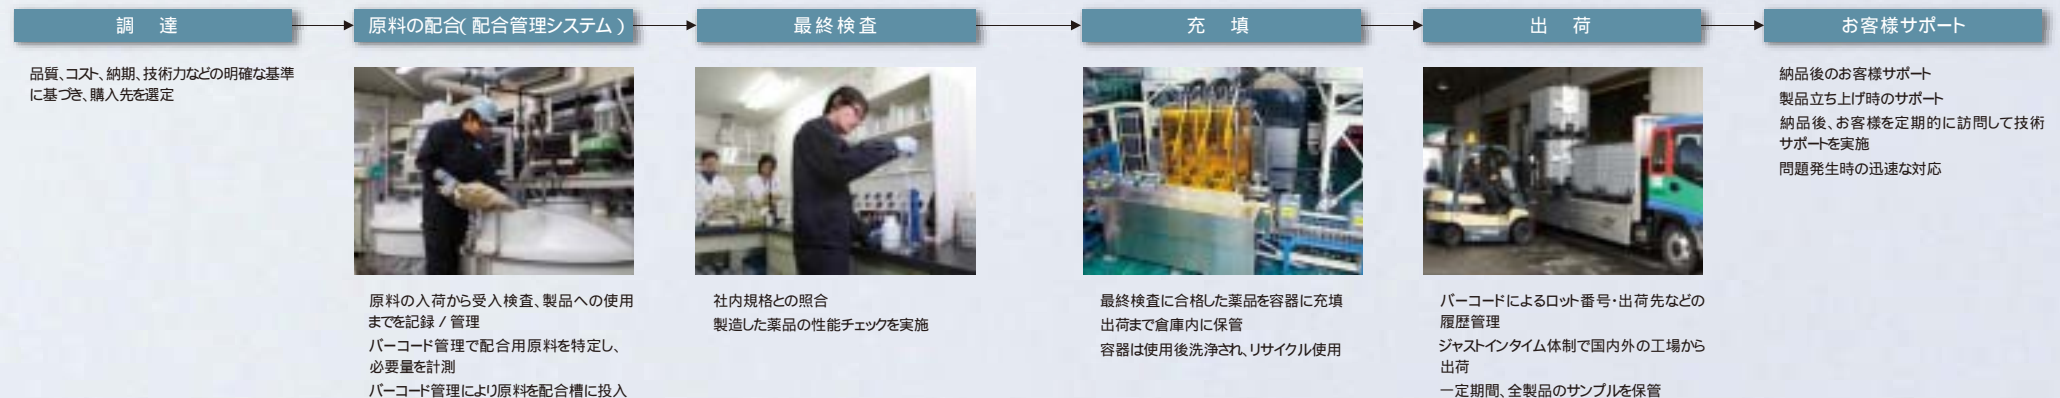 調　達
品質、コスト、納期、技術力などの明確な基準
に基づき、購入先を選定
原料の配合（配合管理システム）
原料の入荷から受入検査、製品への使用
までを記録 / 管理
バーコード管理で配合用原料を特定し、
必要量を計測
バーコード管理により原料を配合槽に投入
最終検査
社内規格との照合
製造した薬品の性能チェックを実施
充　填
最終検査に合格した薬品を容器に充填
出荷まで倉庫内に保管
容器は使用後洗浄され、リサイクル使用
出　荷
バーコードによるロット番号・出荷先などの
履歴管理
ジャストインタイム体制で国内外の工場から
出荷
一定期間、全製品のサンプルを保管
お客様サポート
納品後のお客様サポート
製品立ち上げ時のサポート
納品後、お客様を定期的に訪問して技術
サポートを実施
問題発生時の迅速な対応